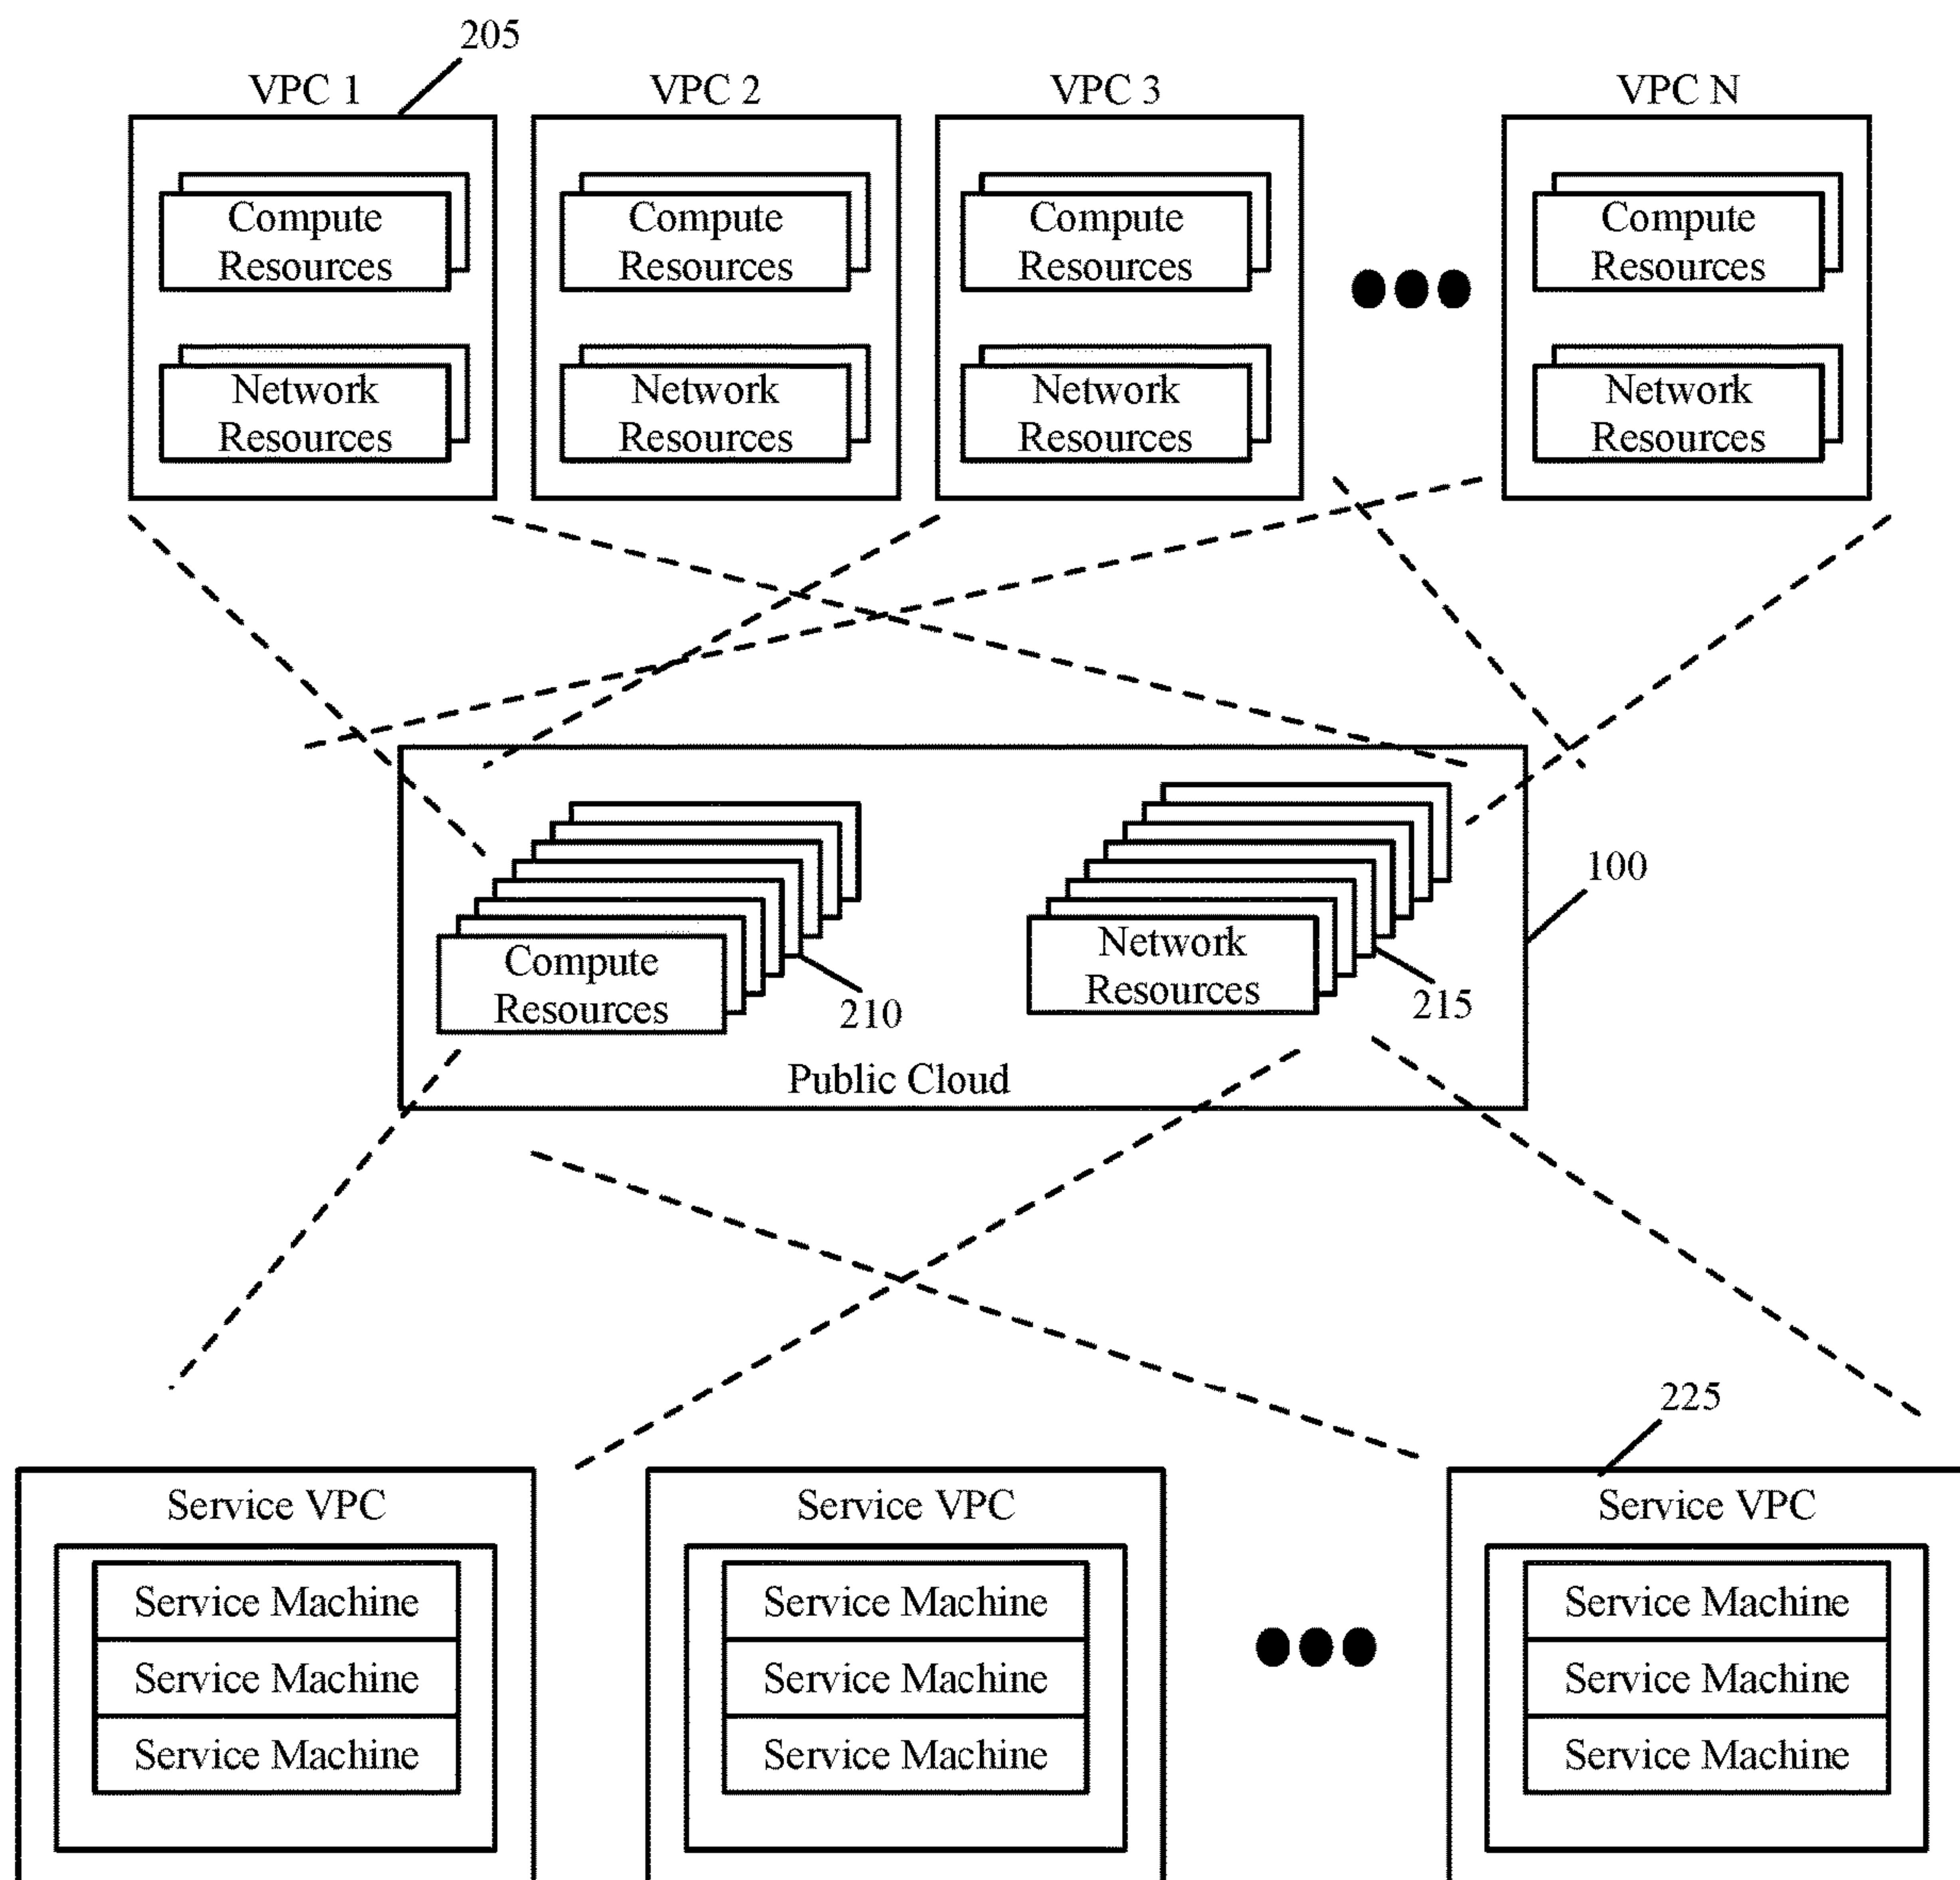 205
VPC 1 VPC 2 VPC 3 VPC N
Compute Compute Compute Compute
Resources Resources Resources Resources
Network Network Network Network
Resources Resources Resources Resources
100
Compute Network
Resources Resources
210 215
Public Cloud
225
Service VPC Service VPC Service VPC
Service Machine Service Machine Service Machine
Service Machine Service Machine Service Machine
Service Machine Service Machine Service Machine